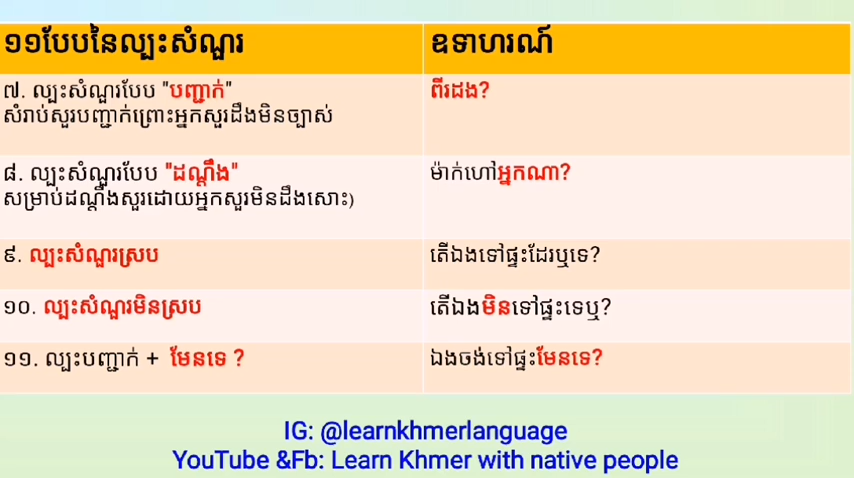 ១១បែបនៃល្បះសំណួរ
ឧទាហរណ៍
៧. ល្បះសំណួរបែប "បញ្ជាក់"
សំរាប់សួរបញ្ជាក់ព្រោះអ្នកសួរដឹងមិនច្បាស់
ពីរដង?
៨. ល្បះសំណួរបែប "ដណ្ដឹង"
សម្រាប់ដណ្ដឹងសួរដោយអ្នកសួរមិនដឹងសោះ)
ម៉ាក់ហៅអ្នកណា?
៩. ល្បះសំណួរស្រប
តើឯងទៅផ្ទះដែរឬទេ?
១០. ល្បះសំណួរមិនស្រប
តើឯងមិនទៅផ្ទះទេឬ?
១១. ល្បះបញ្ជាក់ + មែនទេ ?
ឯងចង់ទៅផ្ទះមែនទេ?
IG: @learnkhmerlanguage
YouTube &Fb: Learn Khmer with native people